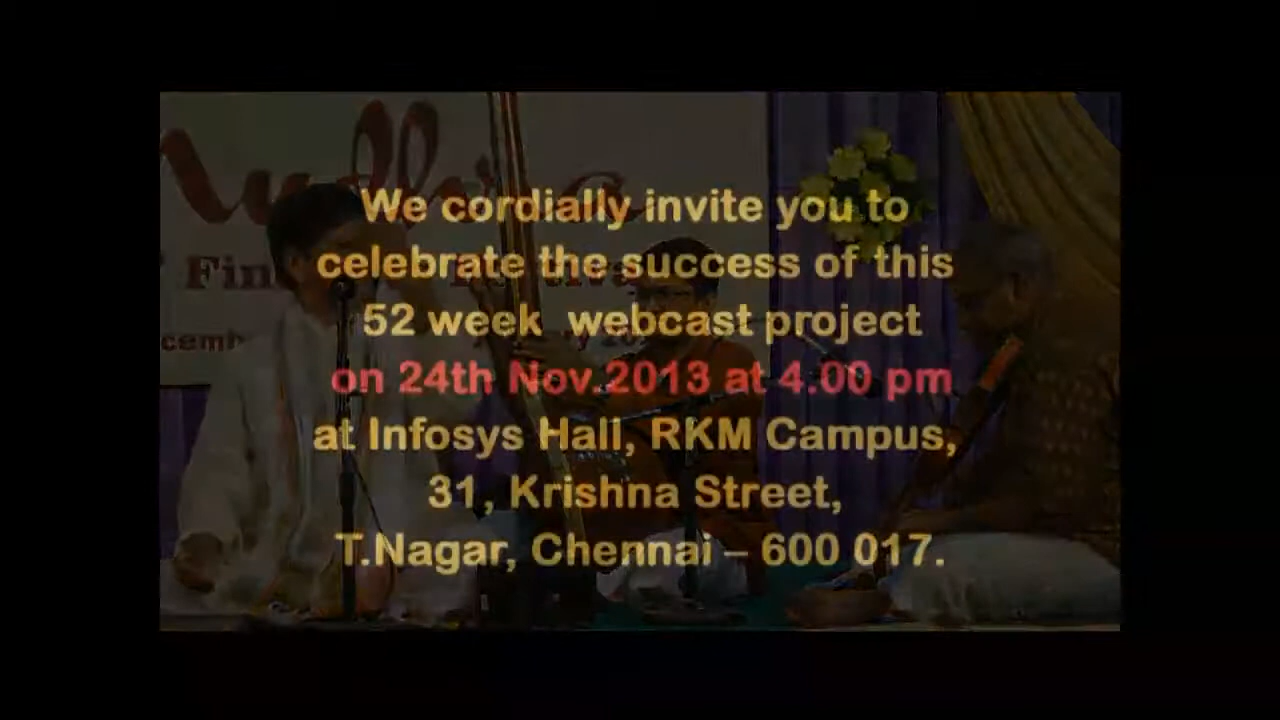 We cordially invite you to
celebrate the success of this
52 week webcast project
on 24th Nov.2013 at 4.00 pm
at Infosys Hall, RKM Campus,
31, Krishna Street,
T.Nagar, Chennai – 600 017.